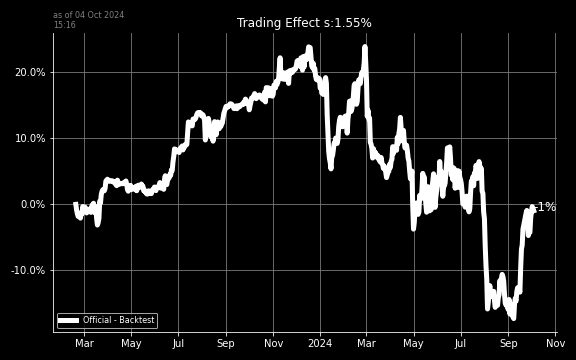 as of 04 Oct 2024
15:16
Trading Effect s:1.55%
20.0%
10.0%
0.0%
-10.0%
-1%
Official - Backtest
Mar May Jul Sep Nov 2024 Mar May Jul Sep Nov